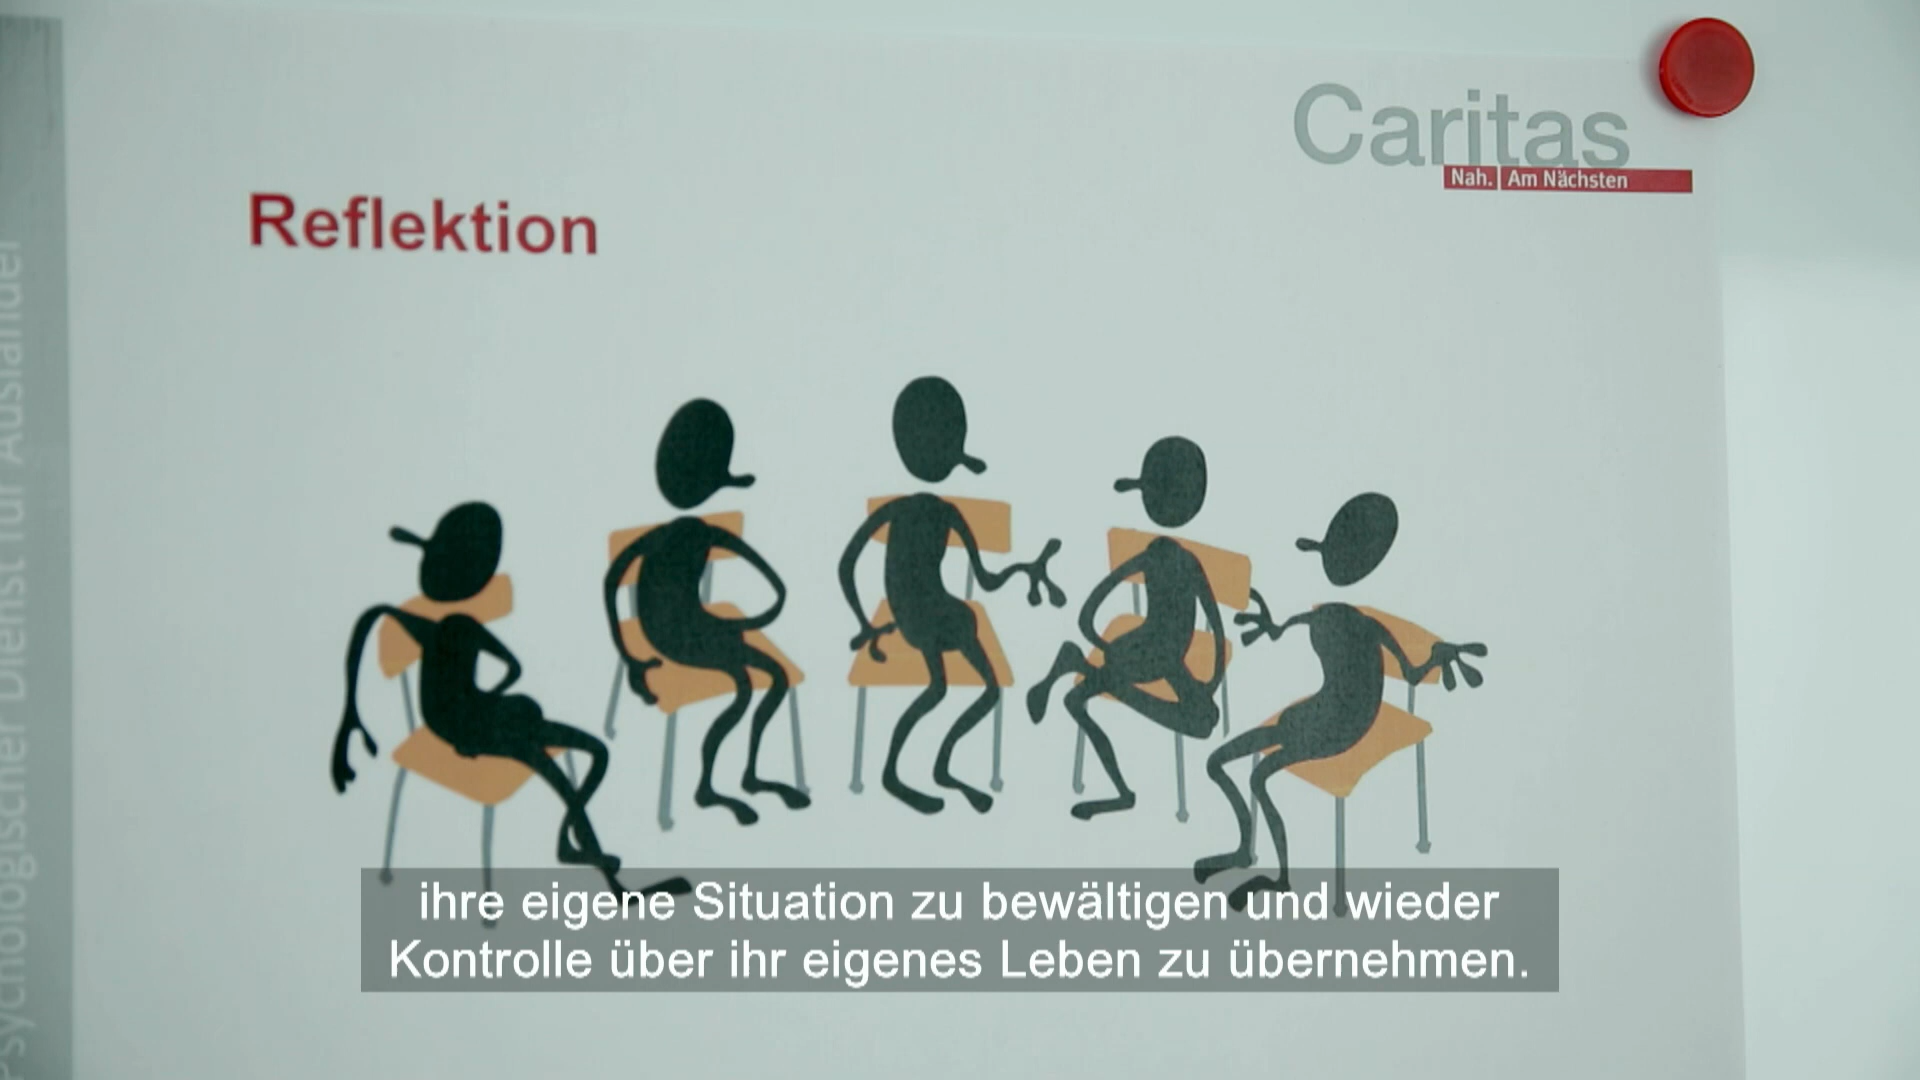 Caritas
Nah. Am Nächsten
Reflektion
Psychologischer Dienst für Ausländer
ihre eigene Situation zu bewältigen und wieder
Kontrolle über ihr eigenes Leben zu übernehmen.